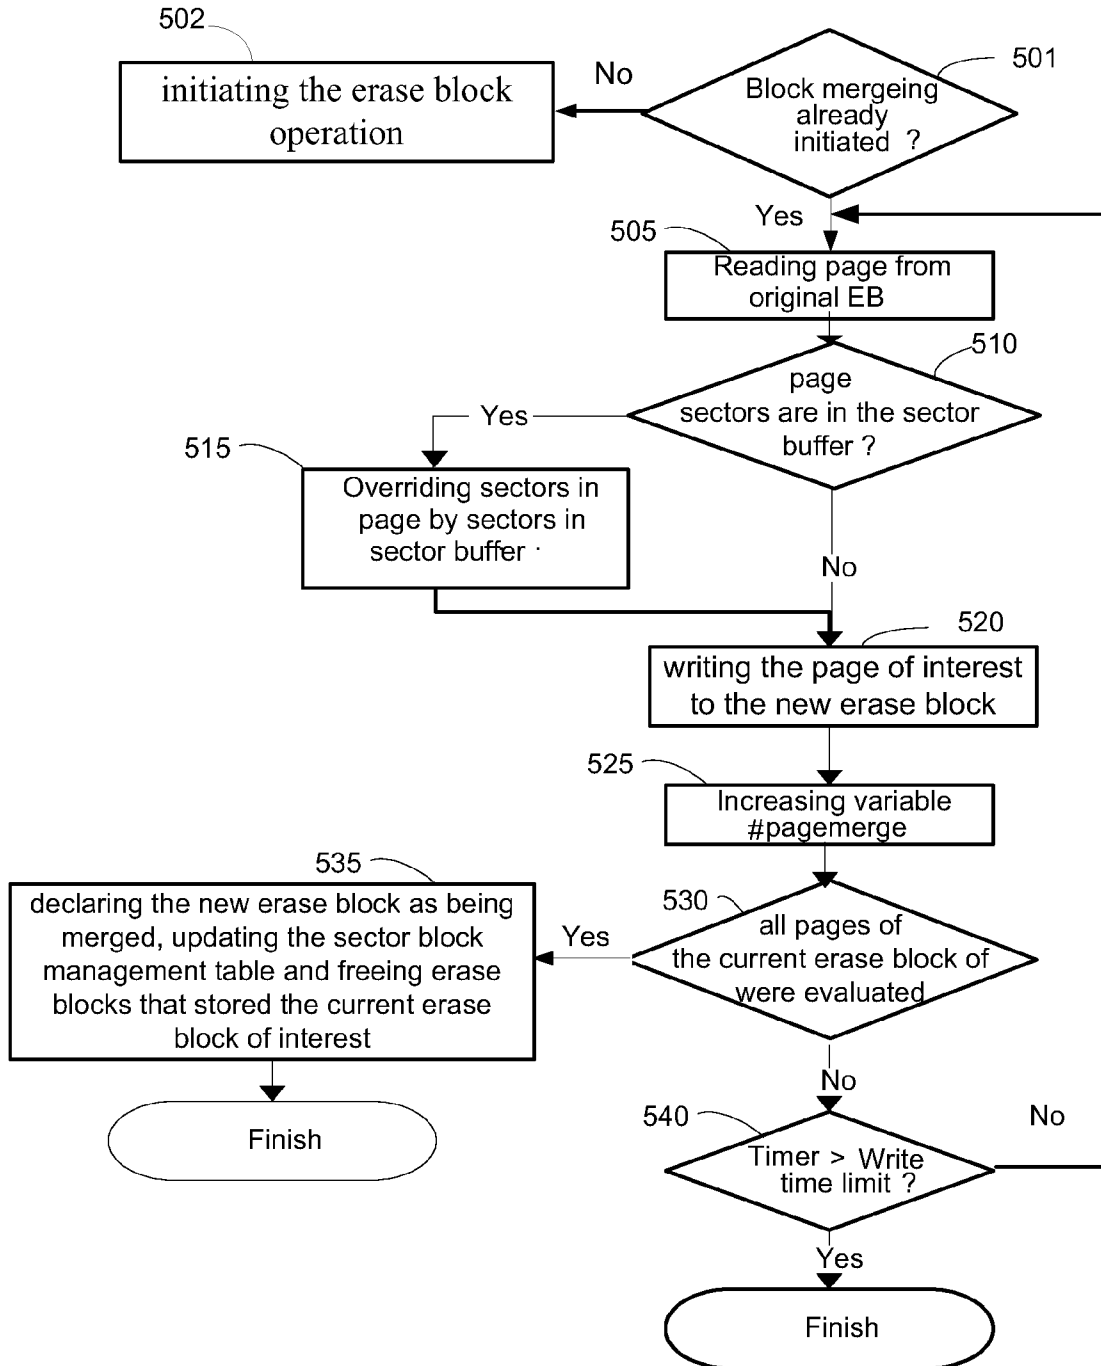 502
initiating the erase block
operation
No
501
Block mergeing
already
initiated ?
Yes
505
Reading page from
original EB
510
page
sectors are in the sector
buffer ?
Yes
515
Overriding sectors in
page by sectors in
sector buffer .
No
520
writing the page of interest
to the new erase block
525
Increasing variable
#pagemerge
530
all pages of
the current erase block of
were evaluated
Yes
535
declaring the new erase block as being
merged, updating the sector block
management table and freeing erase
blocks that stored the current erase
block of interest
Finish
No
540
Timer > Write
time limit ?
No
Yes
Finish